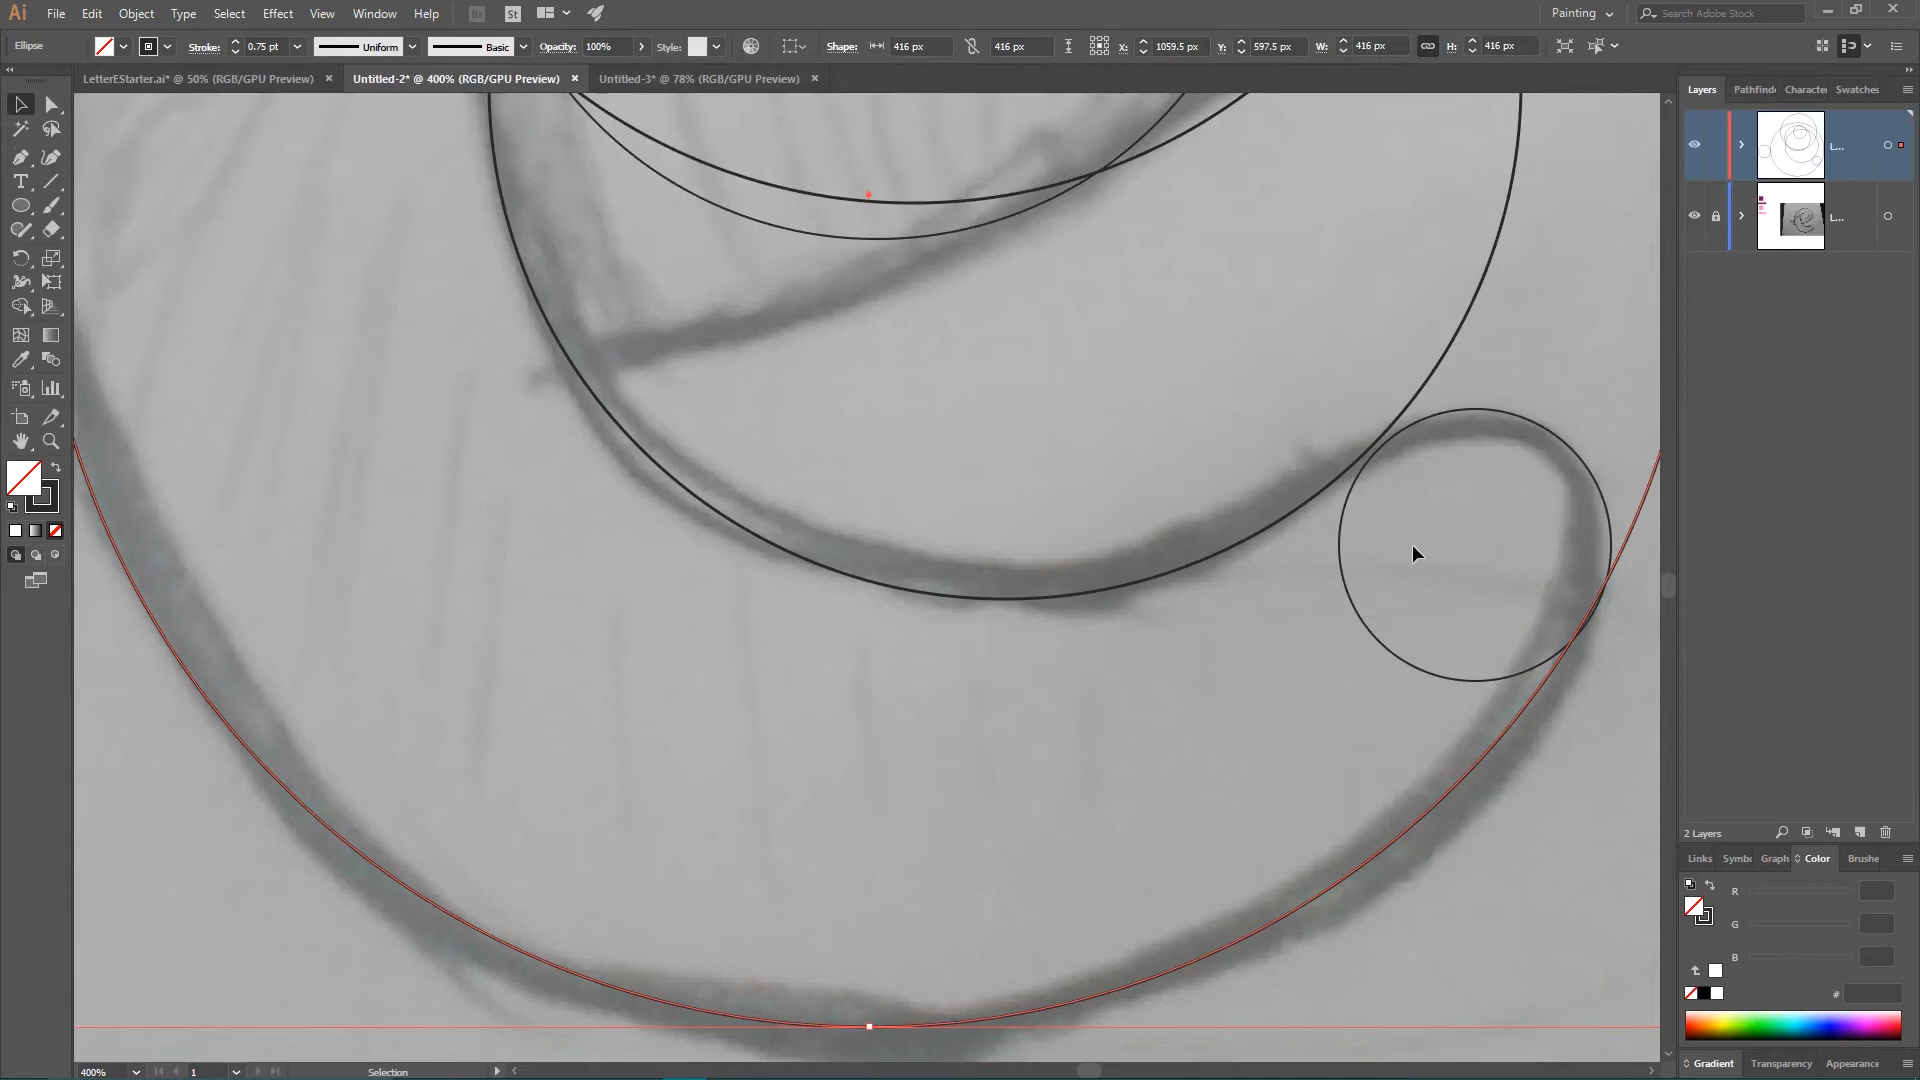 Ai File Edit Object Type Select Effect View Window Help Br St Painting Search Adobe Stock
Ellipse Stroke: 0.75 pt Uniform Basic Opacity: 100% Style: Shape: 416 px 416 px X: 1059.5 px Y: 597.5 px W: 416 px H: 416 px
LetterEStarter.ai* @ 50% (RGB/GPU Preview) × Untitled-2* @ 400% (RGB/GPU Preview) × Untitled-3* @ 78% (RGB/GPU Preview) ×
Layers Pathfind Characte Swatches
L...
L...
2 Layers
Links Symbo Graph Color Brushe
R
G
B
#
Gradient Transparency Appearance
400% 1 Selection